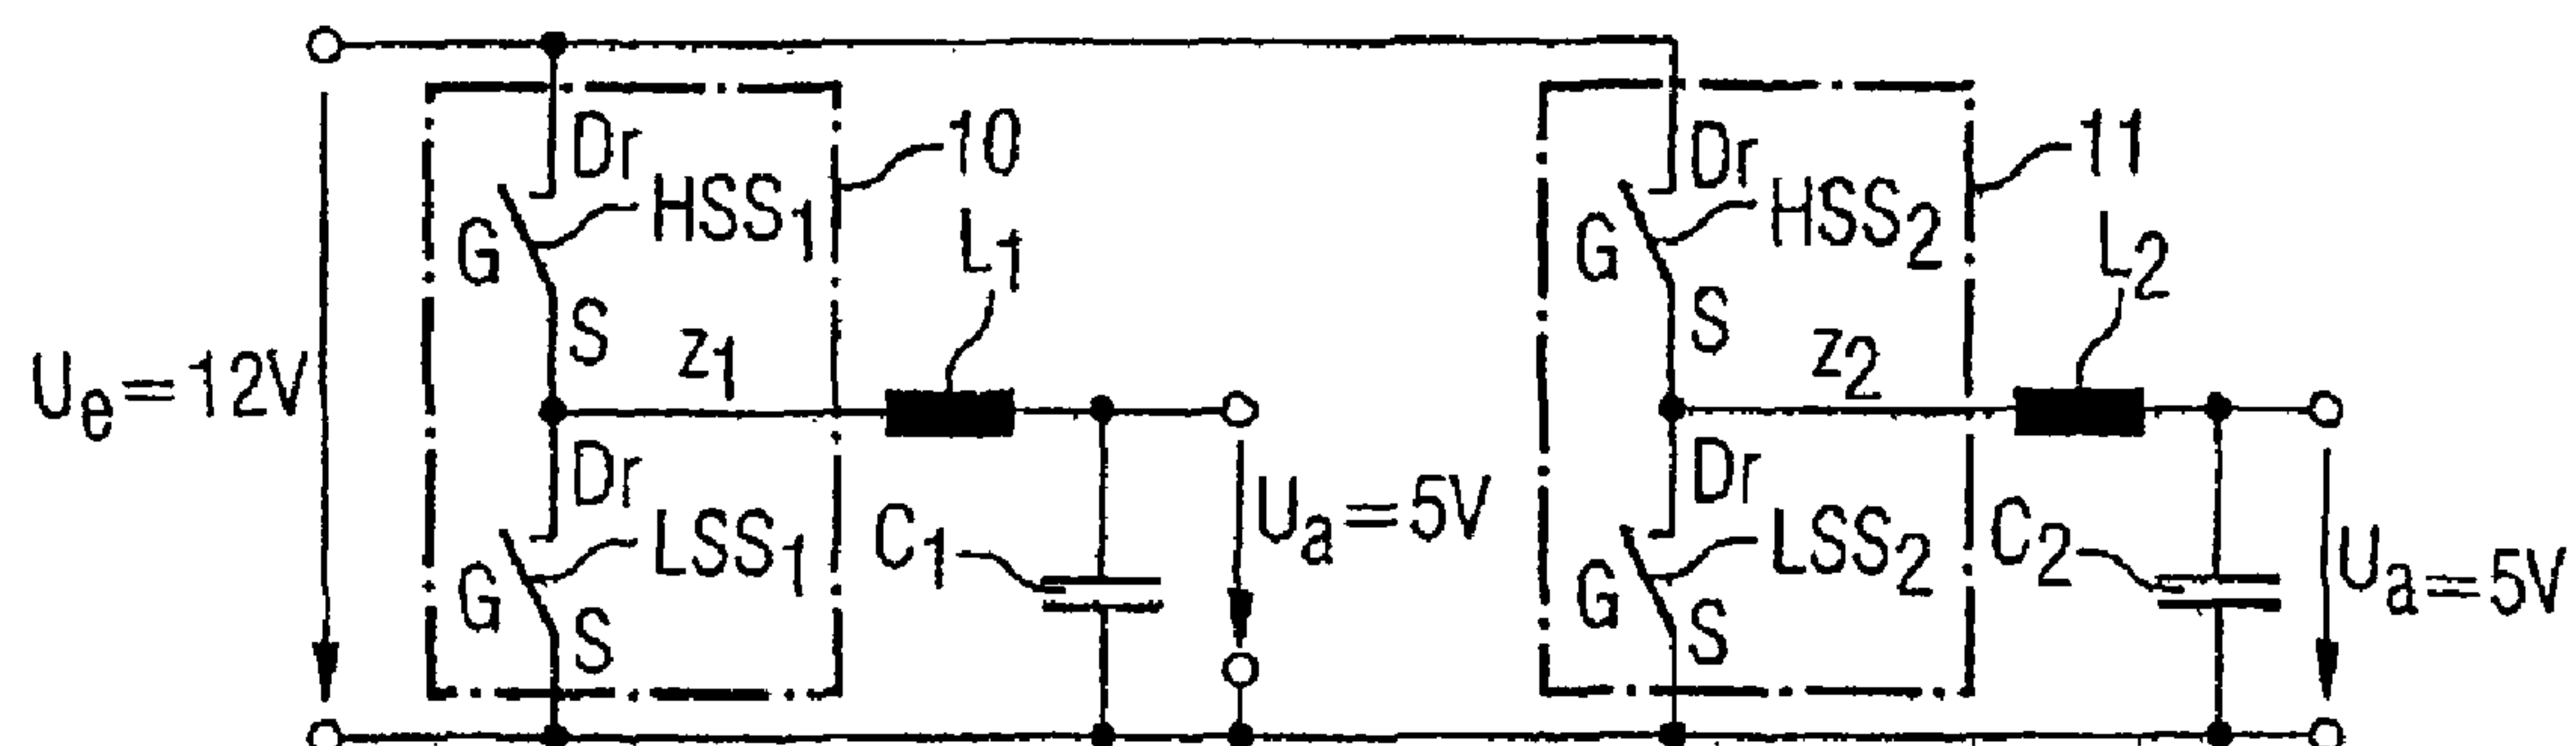 Dr
10
HSS₁
G
L₁
S
z₁
Uₑ=12V
Dr
LSS₁
G
S
C₁
Uₐ=5V
Dr
11
HSS₂
G
L₂
S
z₂
Dr
LSS₂
G
S
C₂
Uₐ=5V